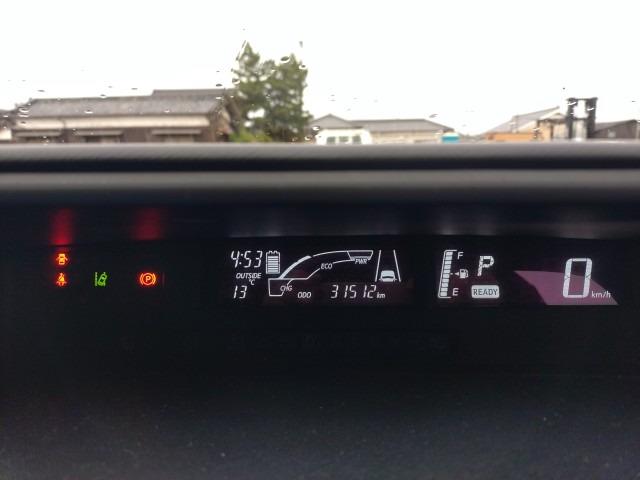 4:53
OUTSIDE
13 °C
CHG
ECO
PWR
ODO 31512 km
F
E
P
READY
0 km/h
P